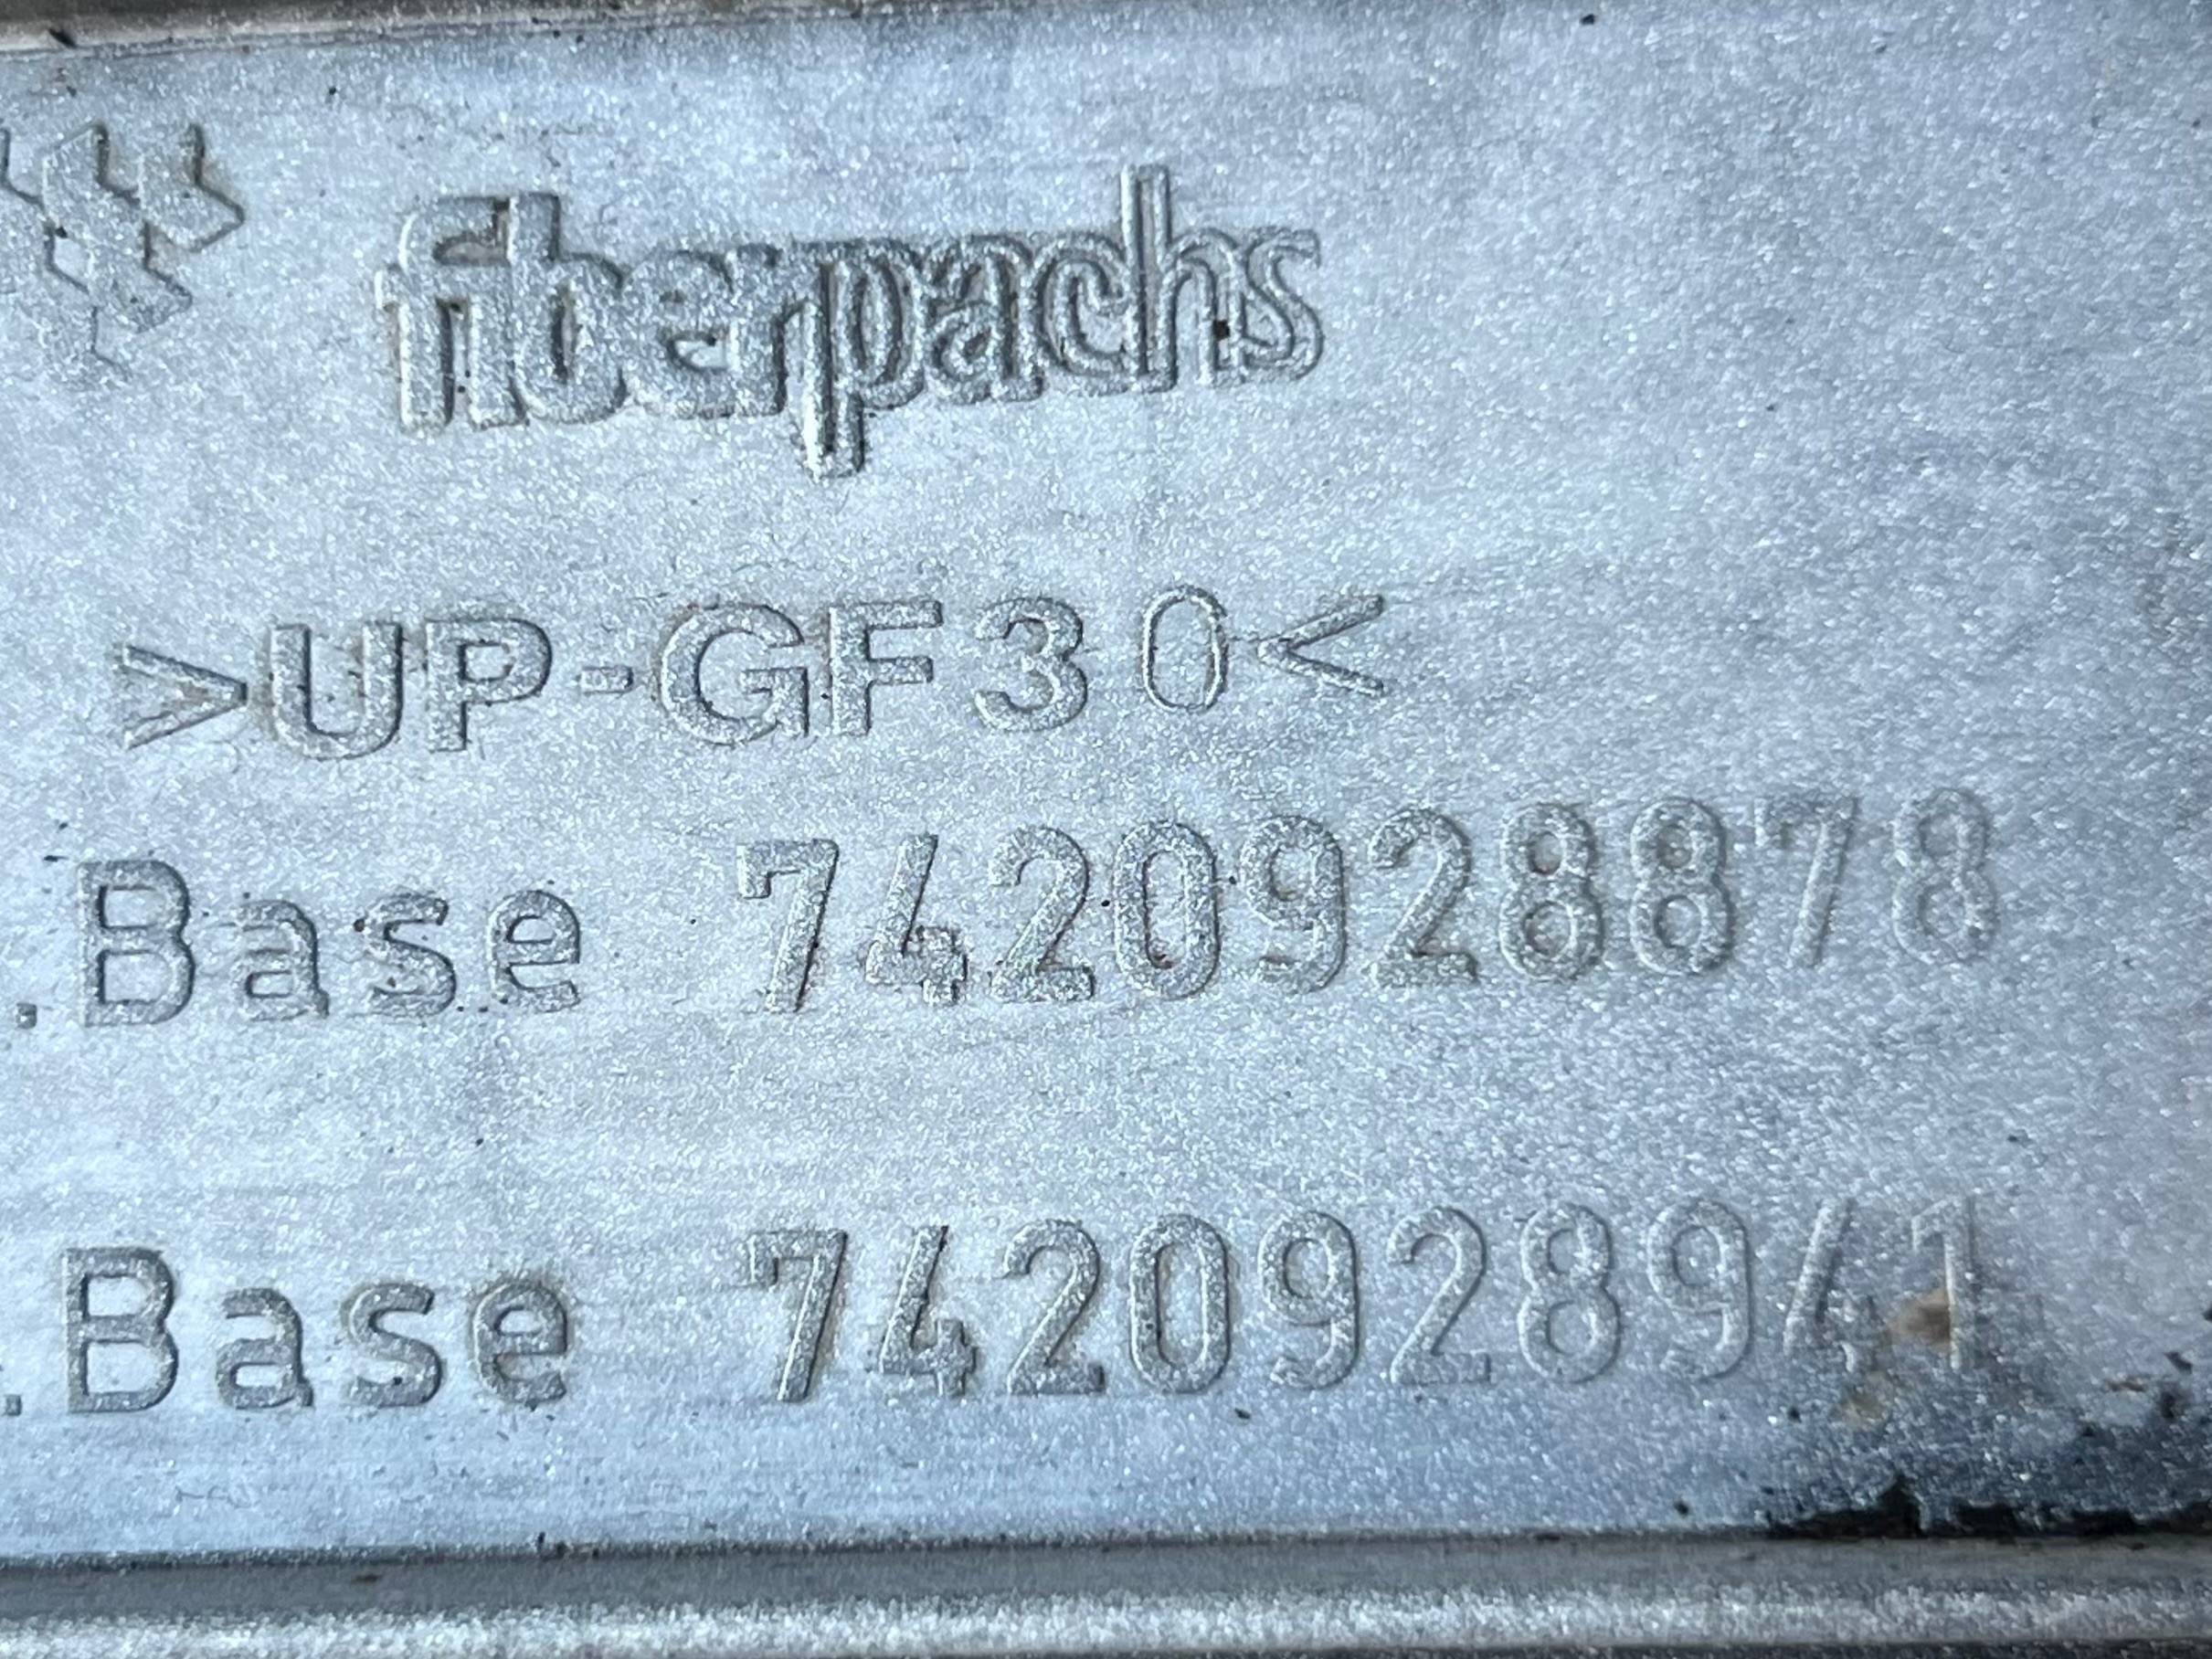 fiberpachs
>UP-GF30<
.Base 7420928878
.Base 7420928941